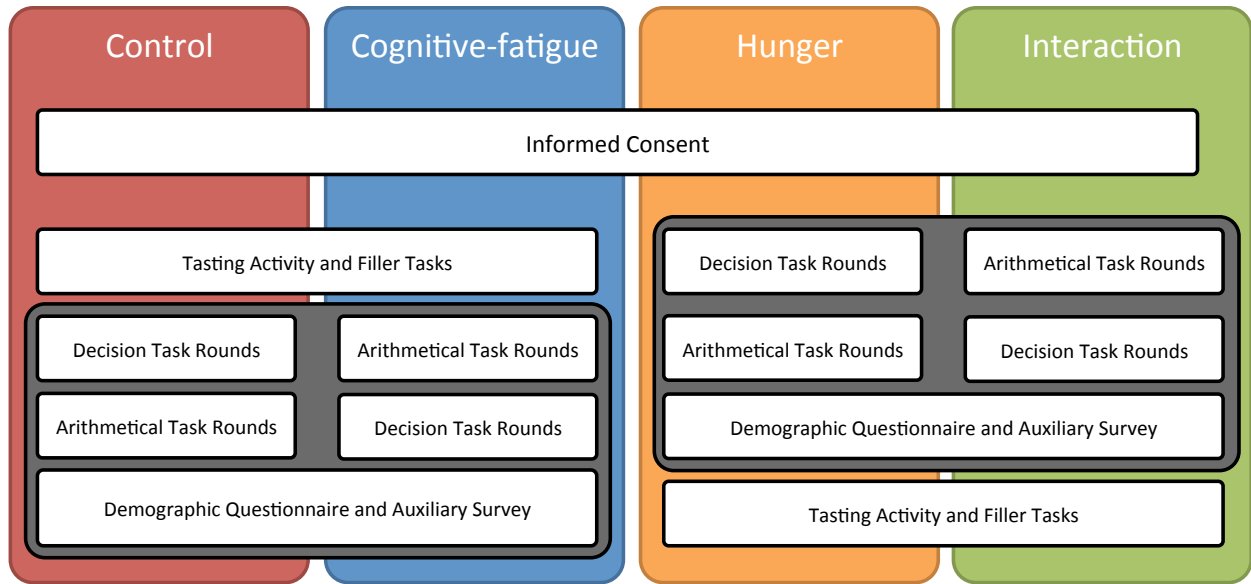 Control
Cognitive-fatigue
Hunger
Interaction
Informed Consent
Tasting Activity and Filler Tasks
Decision Task Rounds
Arithmetical Task Rounds
Arithmetical Task Rounds
Decision Task Rounds
Demographic Questionnaire and Auxiliary Survey
Decision Task Rounds
Arithmetical Task Rounds
Arithmetical Task Rounds
Decision Task Rounds
Demographic Questionnaire and Auxiliary Survey
Tasting Activity and Filler Tasks